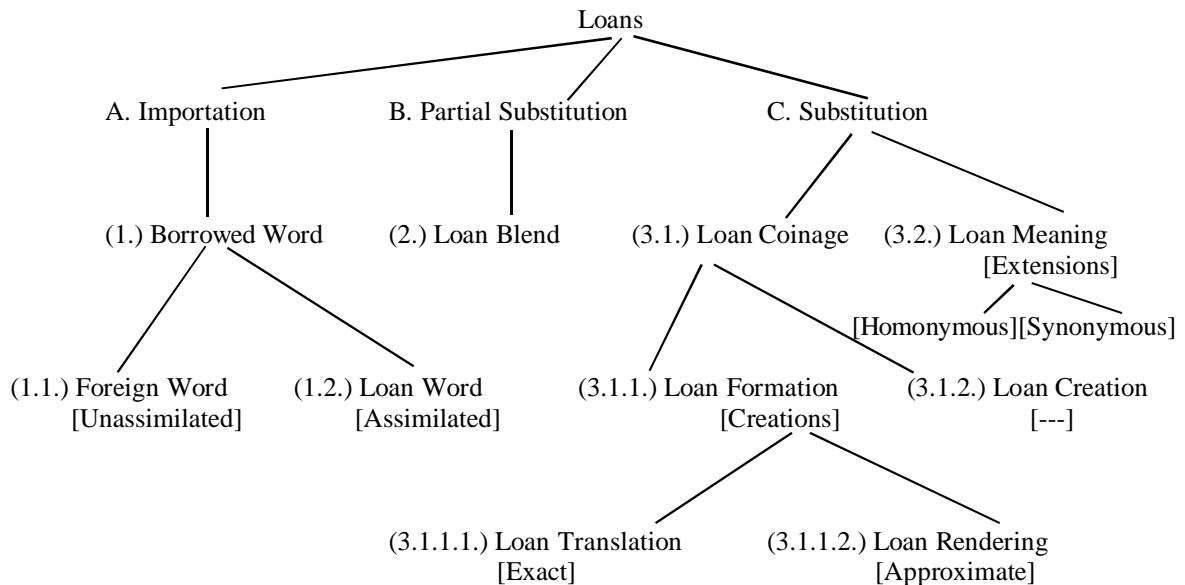 Loans
A. Importation B. Partial Substitution C. Substitution
(1.) Borrowed Word (2.) Loan Blend (3.1.) Loan Coinage (3.2.) Loan Meaning
[Extensions]
[Homonymous][Synonymous]
(1.1.) Foreign Word (1.2.) Loan Word (3.1.1.) Loan Formation (3.1.2.) Loan Creation
[Unassimilated] [Assimilated] [Creations] [---]
(3.1.1.1.) Loan Translation (3.1.1.2.) Loan Rendering
[Exact] [Approximate]